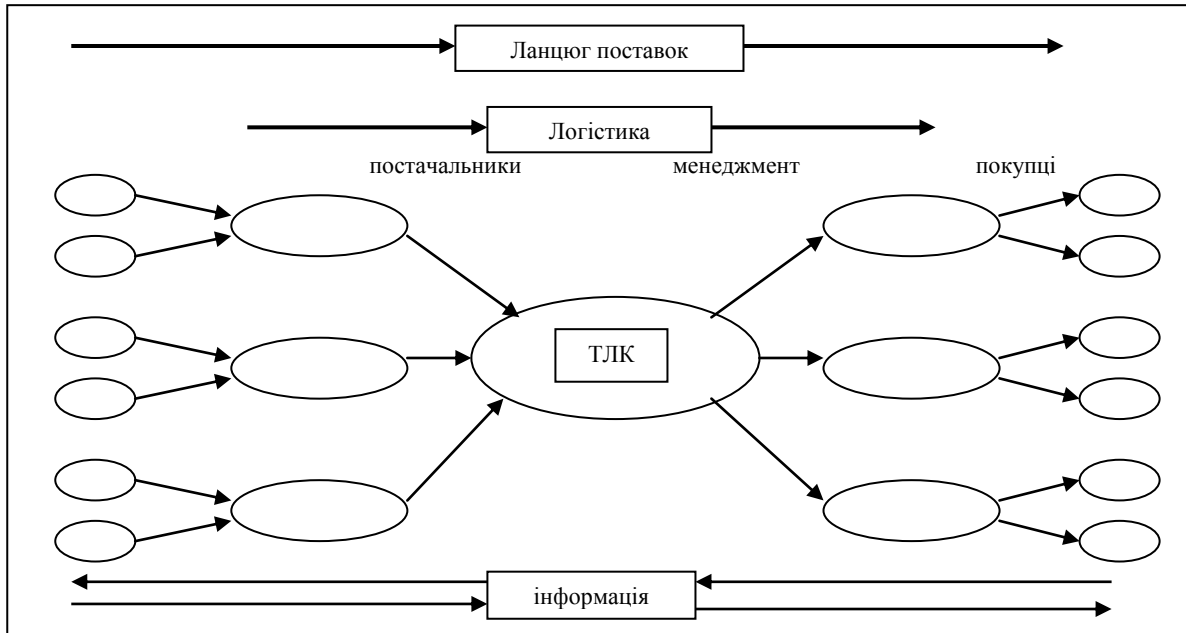 Ланцюг поставок
Логістика
постачальники менеджмент покупці
ТЛК
інформація